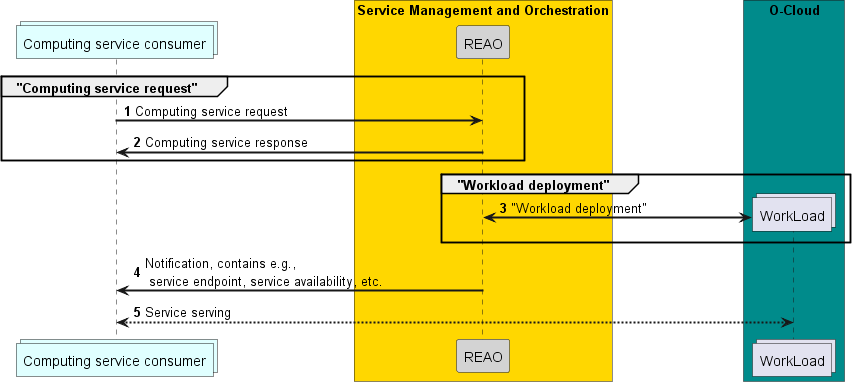 Service Management and Orchestration
O-Cloud
Computing service consumer
REAO
"Computing service request"
1 Computing service request
2 Computing service response
"Workload deployment"
3 "Workload deployment"
WorkLoad
Notification, contains e.g.,
4 service endpoint, service availability, etc.
5 Service serving
Computing service consumer
REAO
WorkLoad